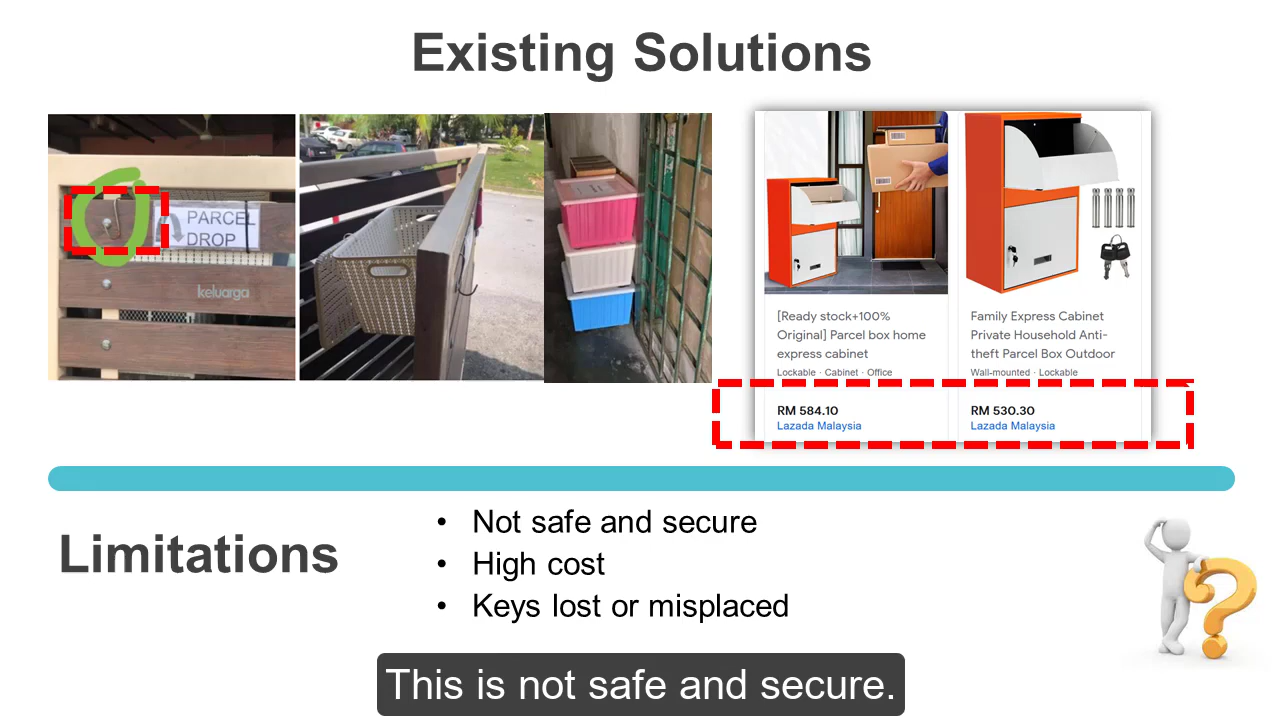 Existing Solutions
PARCEL
DROP
keluarga
[Ready stock+100%
Original] Parcel box home
express cabinet
Lockable · Cabinet · Office
RM 584.10
Lazada Malaysia
Family Express Cabinet
Private Household Anti-
theft Parcel Box Outdoor
Wall-mounted · Lockable
RM 530.30
Lazada Malaysia
Limitations
• Not safe and secure
• High cost
• Keys lost or misplaced
This is not safe and secure.